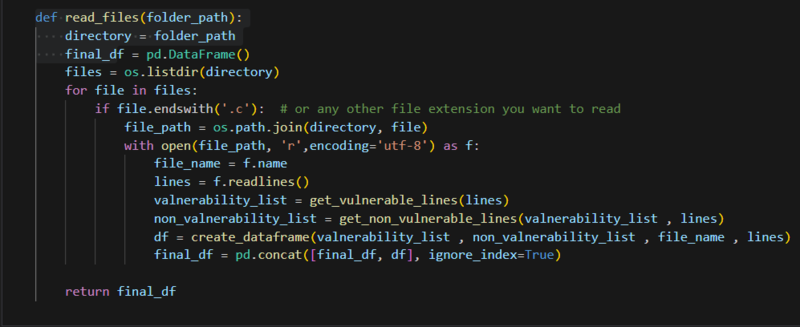 def read_files(folder_path):
    directory = folder_path
    final_df = pd.DataFrame()
    files = os.listdir(directory)
    for file in files:
        if file.endswith('.c'):  # or any other file extension you want to read
            file_path = os.path.join(directory, file)
            with open(file_path, 'r',encoding='utf-8') as f:
                file_name = f.name
                lines = f.readlines()
                valnerability_list = get_vulnerable_lines(lines)
                non_valnerability_list = get_non_vulnerable_lines(valnerability_list , lines)
                df = create_dataframe(valnerability_list , non_valnerability_list , file_name , lines)
                final_df = pd.concat([final_df, df], ignore_index=True)
    return final_df